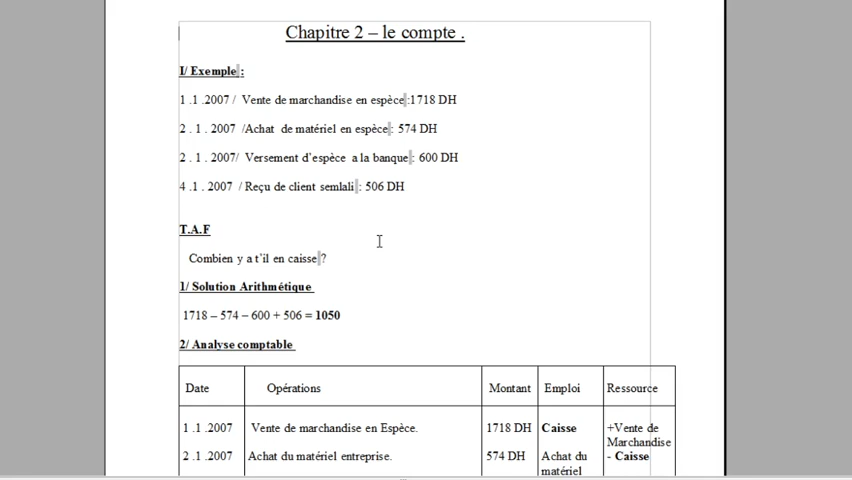 Chapitre 2 – le compte .
I/ Exemple :
1 .1 .2007 / Vente de marchandise en espèce :1718 DH
2 . 1 . 2007 /Achat de matériel en espèce : 574 DH
2 . 1 . 2007/ Versement d’espèce a la banque : 600 DH
4 .1 . 2007 / Reçu de client semlali : 506 DH
T.A.F
Combien y a t’il en caisse ?
1/ Solution Arithmétique
1718 – 574 – 600 + 506 = 1050
2/ Analyse comptable
Date Opérations Montant Emploi Ressource
1 .1 .2007 Vente de marchandise en Espèce. 1718 DH Caisse +Vente de
Marchandise
2 .1 .2007 Achat du matériel entreprise. 574 DH Achat du - Caisse
matériel